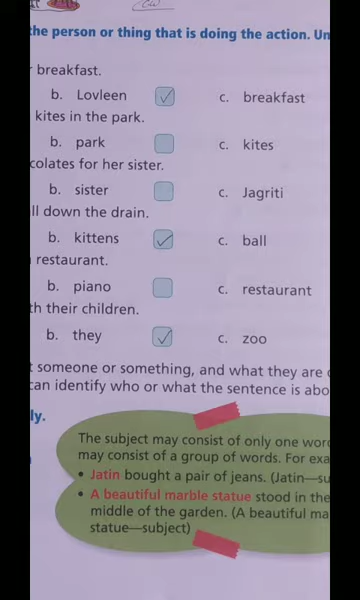 the person or thing that is doing the action. Un
breakfast.
b. Lovleen c. breakfast
kites in the park.
b. park c. kites
colates for her sister.
b. sister c. Jagriti
ll down the drain.
b. kittens c. ball
restaurant.
b. piano c. restaurant
th their children.
b. they c. zoo
t someone or something, and what they are
can identify who or what the sentence is abo
ly.
The subject may consist of only one wor
may consist of a group of words. For exa
• Jatin bought a pair of jeans. (Jatin—su
• A beautiful marble statue stood in the
middle of the garden. (A beautiful ma
statue—subject)